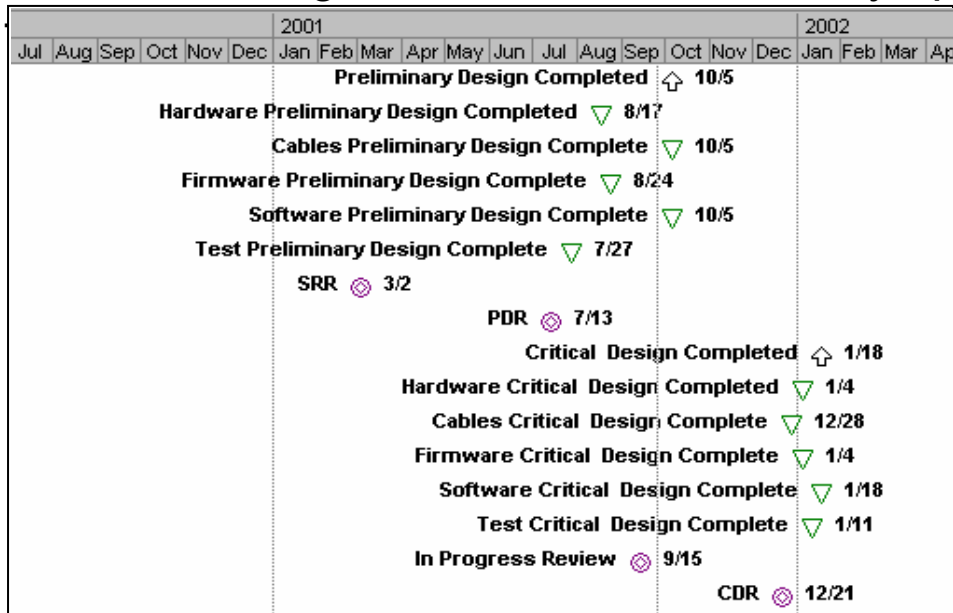 2001 2002
Jul Aug Sep Oct Nov Dec Jan Feb Mar Apr May Jun Jul Aug Sep Oct Nov Dec Jan Feb Mar Ap
Preliminary Design Completed 10/5
Hardware Preliminary Design Completed 8/17
Cables Preliminary Design Complete 10/5
Firmware Preliminary Design Complete 8/24
Software Preliminary Design Complete 10/5
Test Preliminary Design Complete 7/27
SRR 3/2
PDR 7/13
Critical Design Completed 1/18
Hardware Critical Design Completed 1/4
Cables Critical Design Complete 12/28
Firmware Critical Design Complete 1/4
Software Critical Design Complete 1/18
Test Critical Design Complete 1/11
In Progress Review 9/15
CDR 12/21